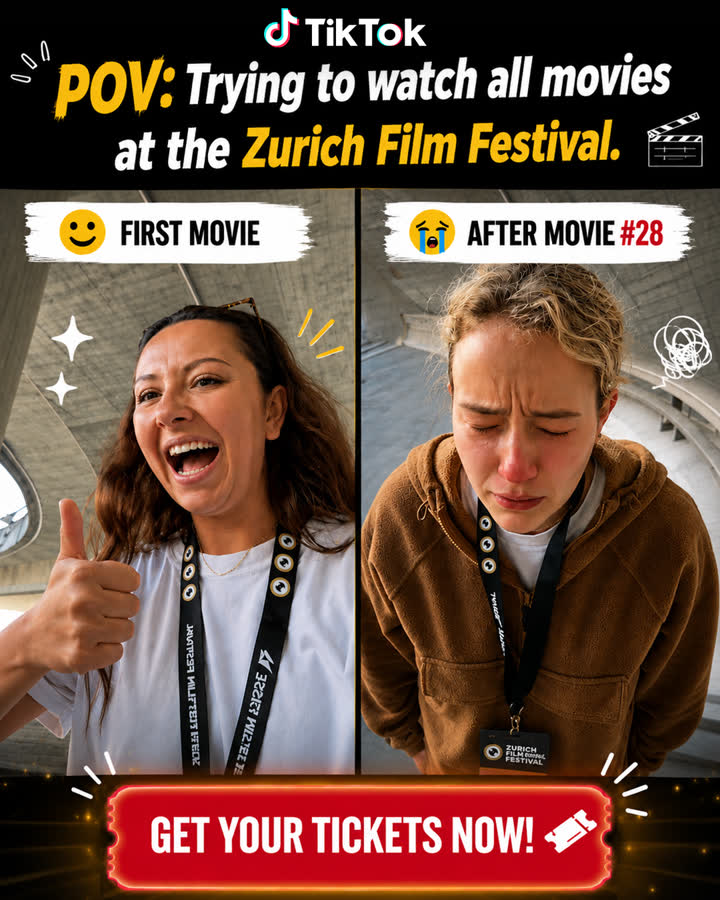 TikTok
POV: Trying to watch all movies
at the Zurich Film Festival.
FIRST MOVIE
AFTER MOVIE #28
ZURICH
FILM
FESTIVAL
GET YOUR TICKETS NOW!